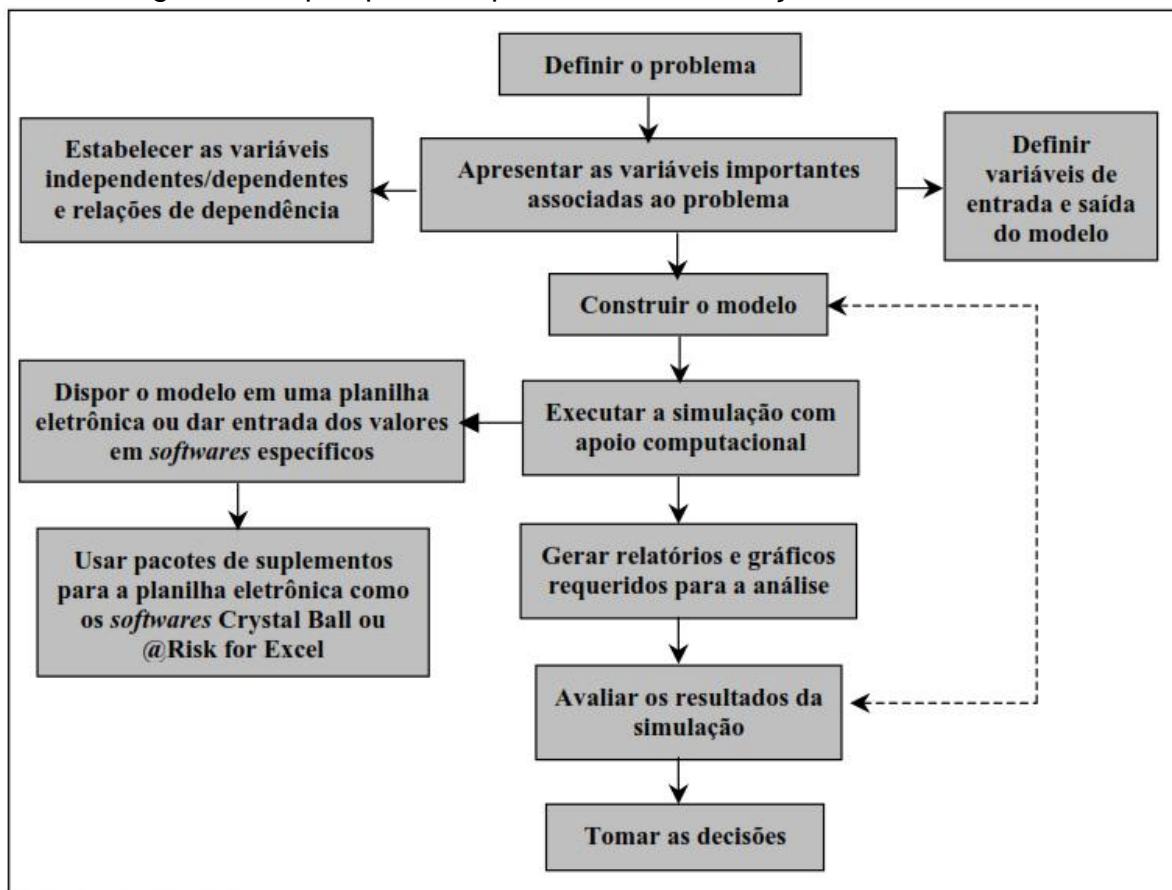 Definir o problema
Estabelecer as variáveis
independentes/dependentes
e relações de dependência
Apresentar as variáveis importantes
associadas ao problema
Definir
variáveis de
entrada e saída
do modelo
Construir o modelo
Dispor o modelo em uma planilha
eletrônica ou dar entrada dos valores
em softwares específicos
Executar a simulação com
apoio computacional
Usar pacotes de suplementos
para a planilha eletrônica como
os softwares Crystal Ball ou
@Risk for Excel
Gerar relatórios e gráficos
requeridos para a análise
Avaliar os resultados da
simulação
Tomar as decisões